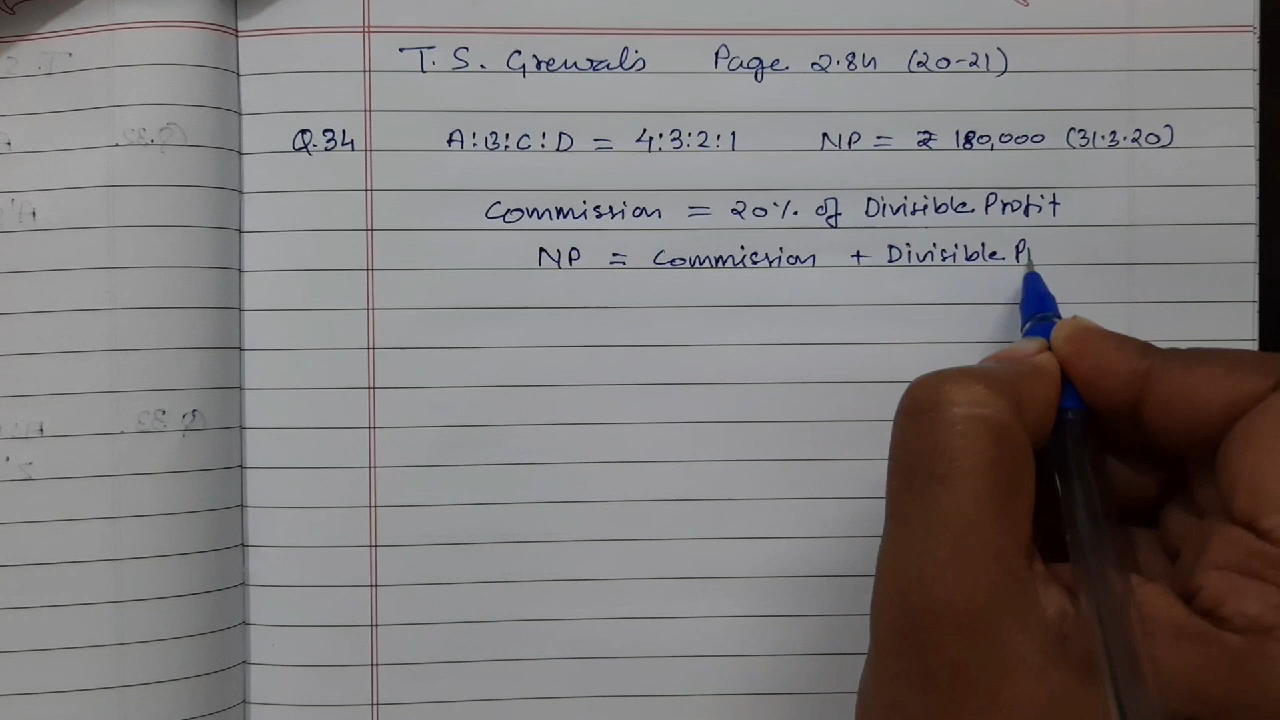 T. S. Grewal's Page 2.84 (20-21)
Q.34 A:B:C:D = 4:3:2:1 NP = ₹ 180,000 (31.3.20)
Commission = 20% of Divisible Profit
NP = Commission + Divisible P